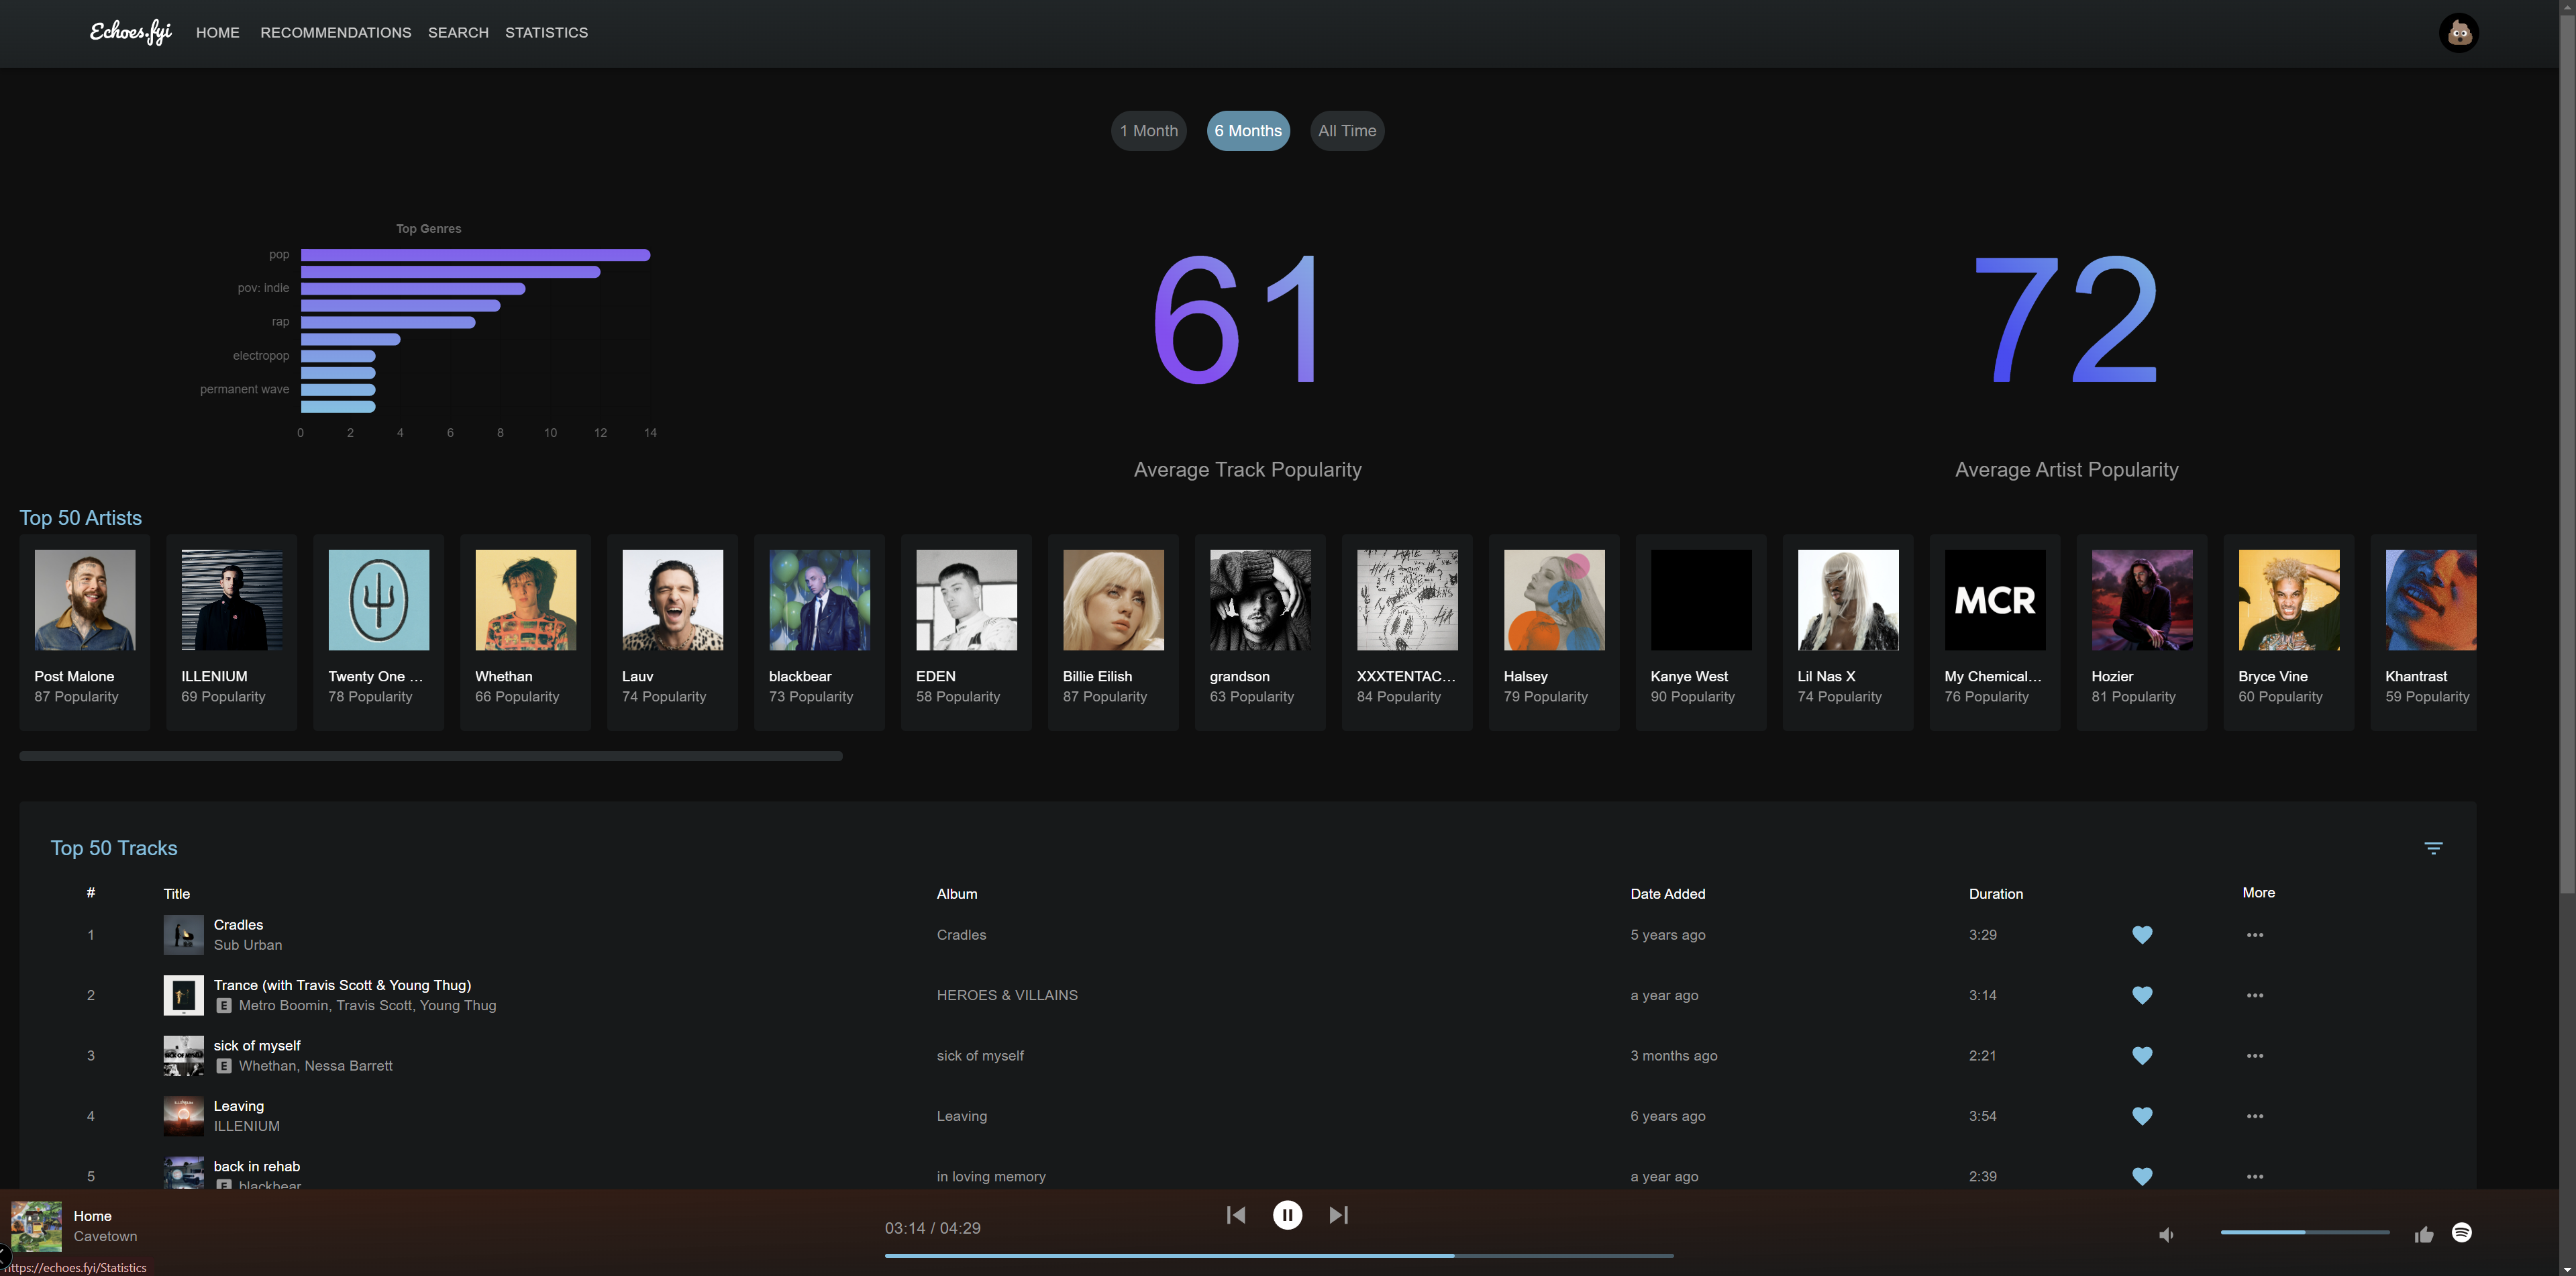 Echoes.fyi HOME RECOMMENDATIONS SEARCH STATISTICS
1 Month 6 Months All Time
Top Genres
pop
pov: indie
rap
electropop
permanent wave
0 2 4 6 8 10 12 14
61
Average Track Popularity
72
Average Artist Popularity
Top 50 Artists
MCR
Post Malone
87 Popularity
ILLENIUM
69 Popularity
Twenty One ...
78 Popularity
Whethan
66 Popularity
Lauv
74 Popularity
blackbear
73 Popularity
EDEN
58 Popularity
Billie Eilish
87 Popularity
grandson
63 Popularity
XXXTENTAC...
84 Popularity
Halsey
79 Popularity
Kanye West
90 Popularity
Lil Nas X
74 Popularity
My Chemical...
76 Popularity
Hozier
81 Popularity
Bryce Vine
60 Popularity
Khantrast
59 Popularity
Top 50 Tracks
# Title Album Date Added Duration More
1 Cradles Cradles 5 years ago 3:29
Sub Urban
2 Trance (with Travis Scott & Young Thug) HEROES & VILLAINS a year ago 3:14
E Metro Boomin, Travis Scott, Young Thug
3 sick of myself sick of myself 3 months ago 2:21
E Whethan, Nessa Barrett
4 Leaving Leaving 6 years ago 3:54
ILLENIUM
5 back in rehab in loving memory a year ago 2:39
E blackbear
Home
Cavetown
03:14 / 04:29
https://echoes.fyi/Statistics